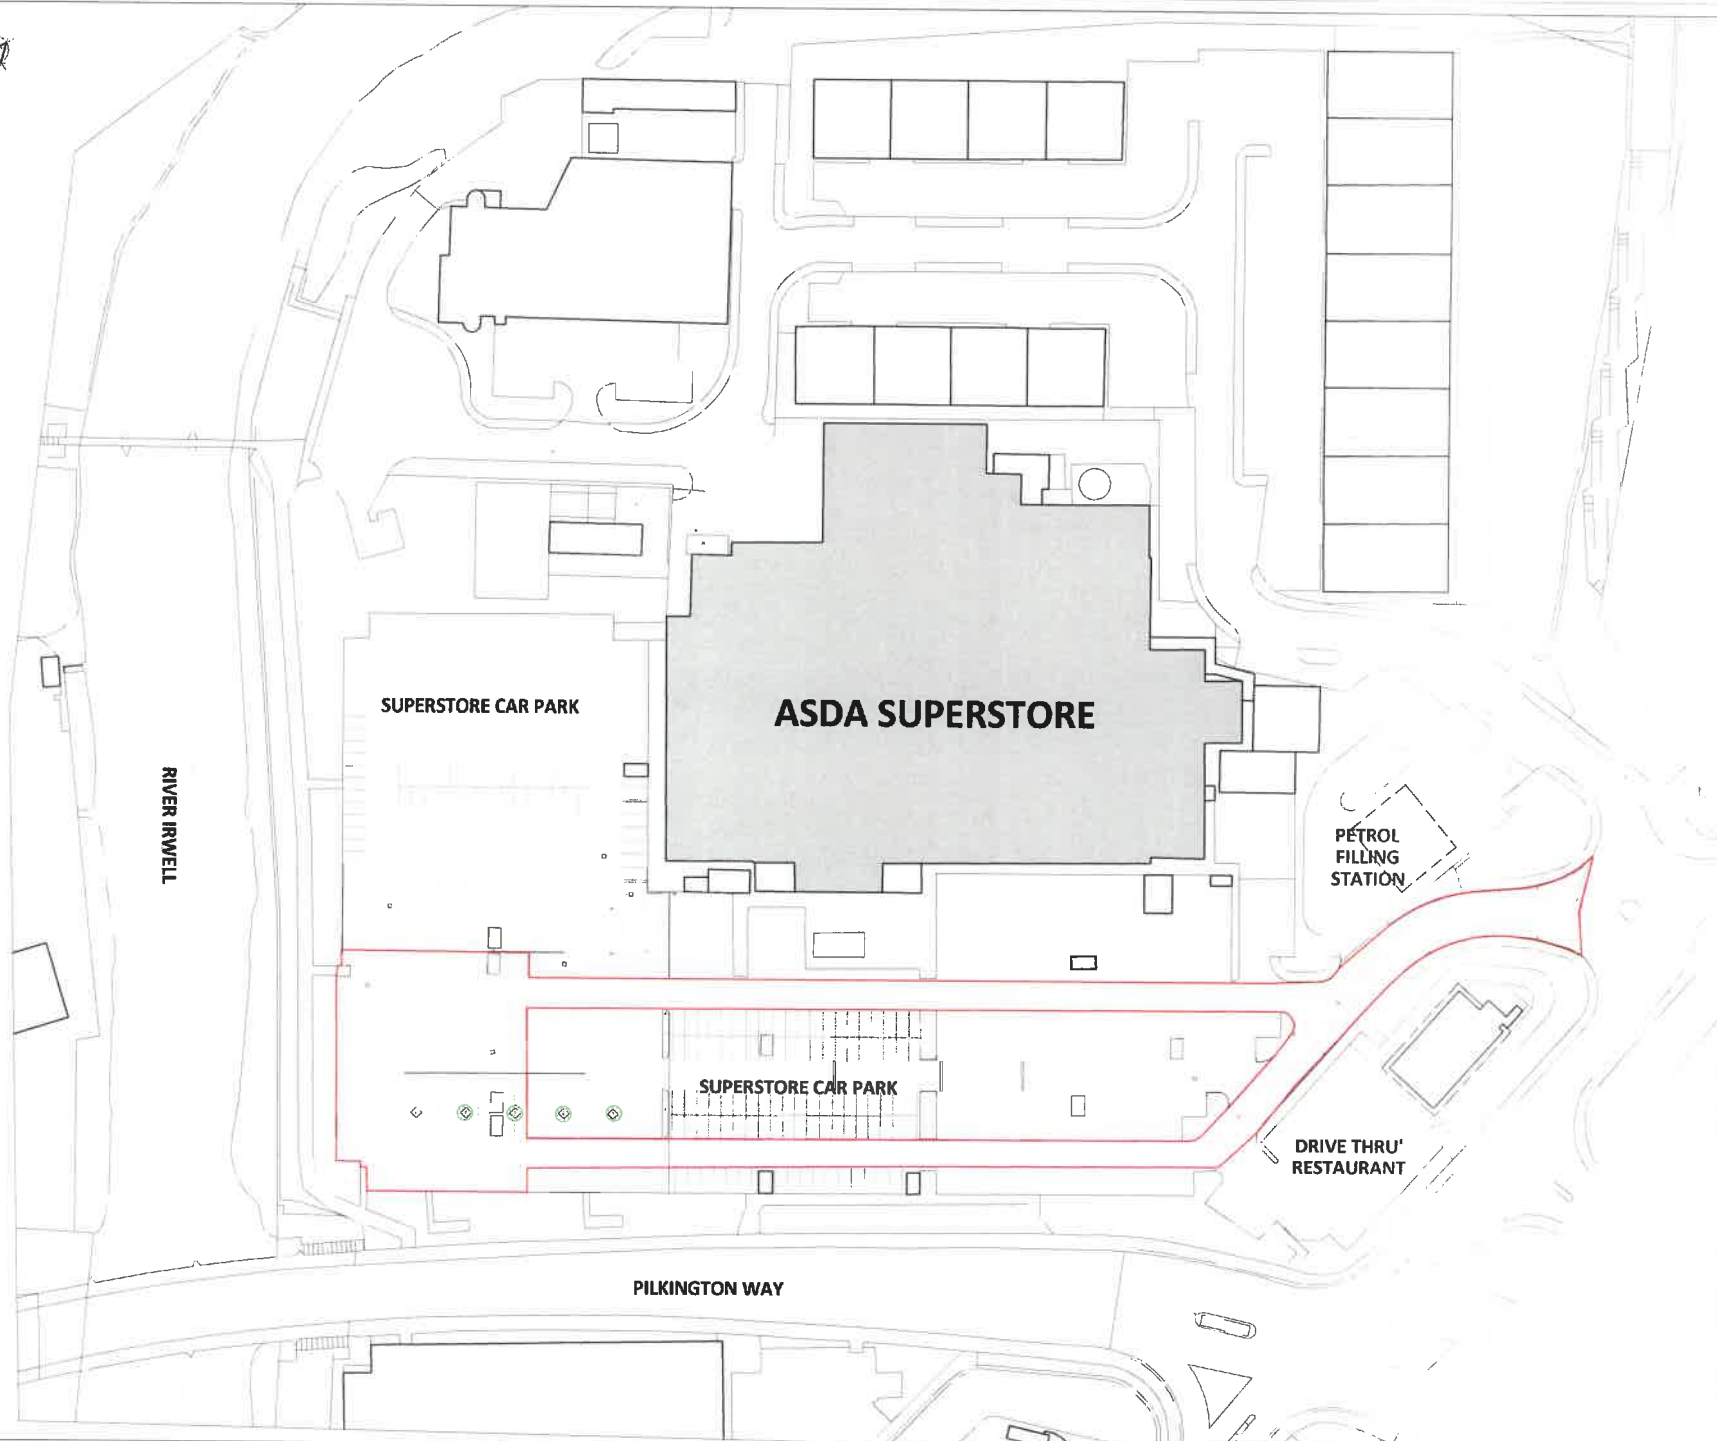 SUPERSTORE CAR PARK
ASDA SUPERSTORE
RIVER IRWELL
PETROL
FILLING
STATION
SUPERSTORE CAR PARK
DRIVE THRU'
RESTAURANT
PILKINGTON WAY